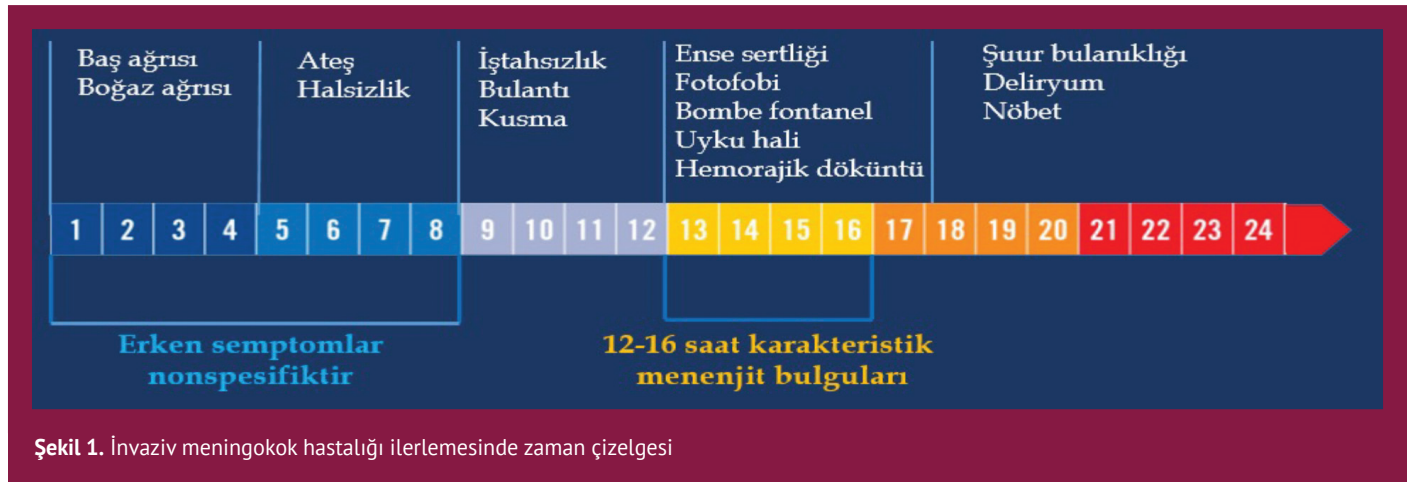 Baş ağrısı
Boğaz ağrısı
Ateş
Halsizlik
İştahsızlık
Bulantı
Kusma
Ense sertliği
Fotofobi
Bombe fontanel
Uyku hali
Hemorajik döküntü
Şuur bulanıklığı
Deliryum
Nöbet
1 2 3 4 5 6 7 8 9 10 11 12 13 14 15 16 17 18 19 20 21 22 23 24
Erken semptomlar
nonspesifiktir
12-16 saat karakteristik
menenjit bulguları
Şekil 1. İnvaziv meningokok hastalığı ilerlemesinde zaman çizelgesi